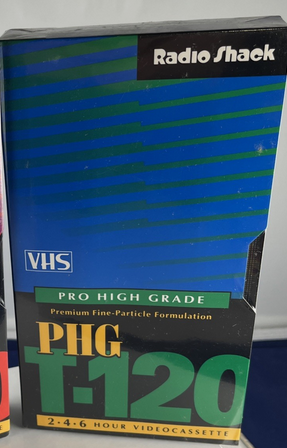 Radio Shack
VHS
PRO HIGH GRADE
Premium Fine-Particle Formulation
PHG
T-120
2•4•6 HOUR VIDEOCASSETTE